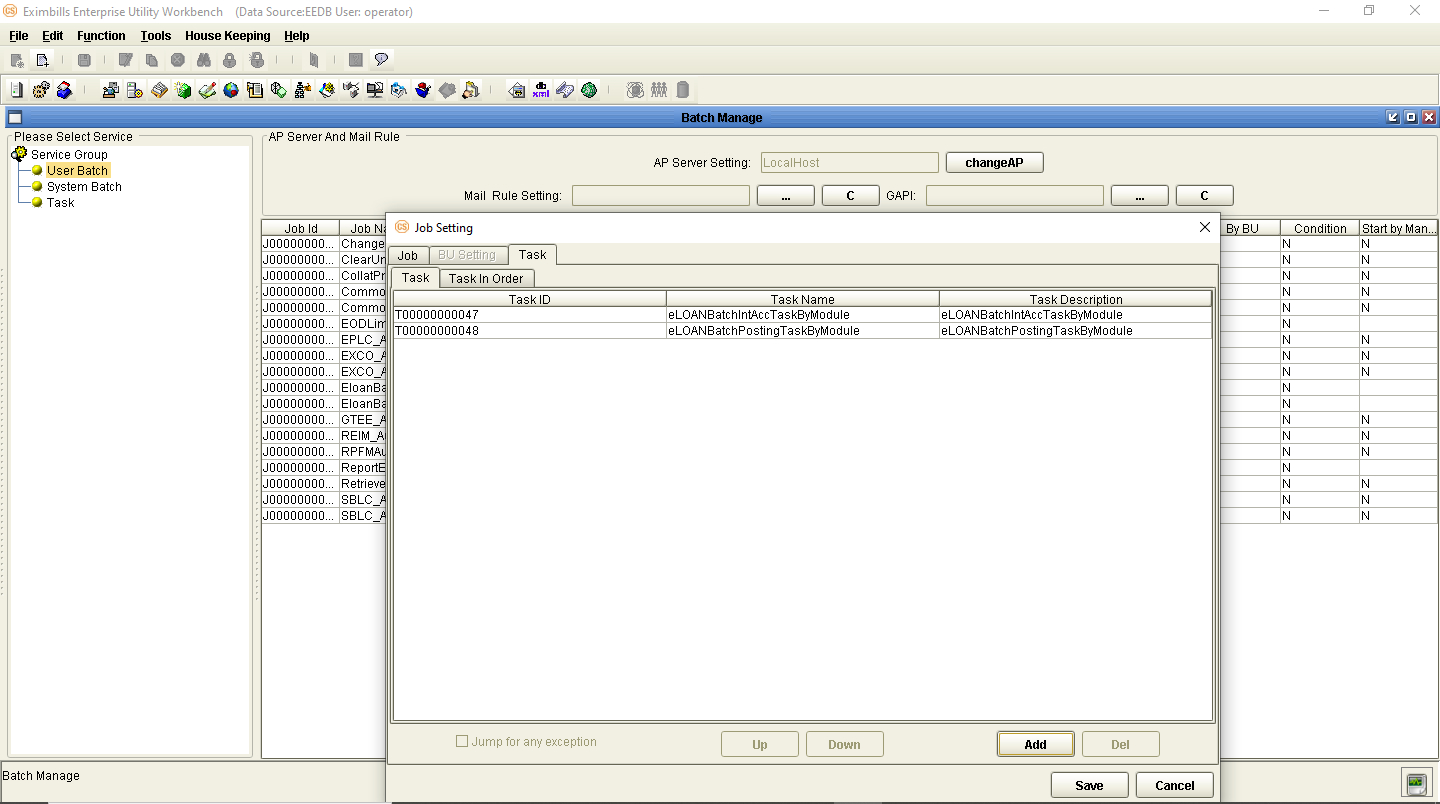 Eximbills Enterprise Utility Workbench (Data Source:EEDB User: operator)
File Edit Function Tools House Keeping Help
Batch Manage
Please Select Service
Service Group
User Batch
System Batch
Task
AP Server And Mail Rule
AP Server Setting: LocalHost changeAP
Mail Rule Setting: ... C GAPI: ... C
Job Id Job Na By BU Condition Start by Man...
J00000000... Change N N
J00000000... ClearUn N N
J00000000... CollatPr N N
J00000000... Commo N N
J00000000... Commo N N
J00000000... EODLim N
J00000000... EPLC_A N N
J00000000... EXCO_A N N
J00000000... EXCO_A N N
J00000000... EloanBa N
J00000000... EloanBa N
J00000000... GTEE_A N N
J00000000... REIM_A N N
J00000000... RPFMAu N N
J00000000... ReportE N
J00000000... Retrieve N N
J00000000... SBLC_A N N
J00000000... SBLC_A N N
CS Job Setting
Job BU Setting Task
Task Task In Order
Task ID Task Name Task Description
T00000000047 eLOANBatchIntAccTaskByModule eLOANBatchIntAccTaskByModule
T00000000048 eLOANBatchPostingTaskByModule eLOANBatchPostingTaskByModule
Jump for any exception Up Down Add Del
Save Cancel
Batch Manage